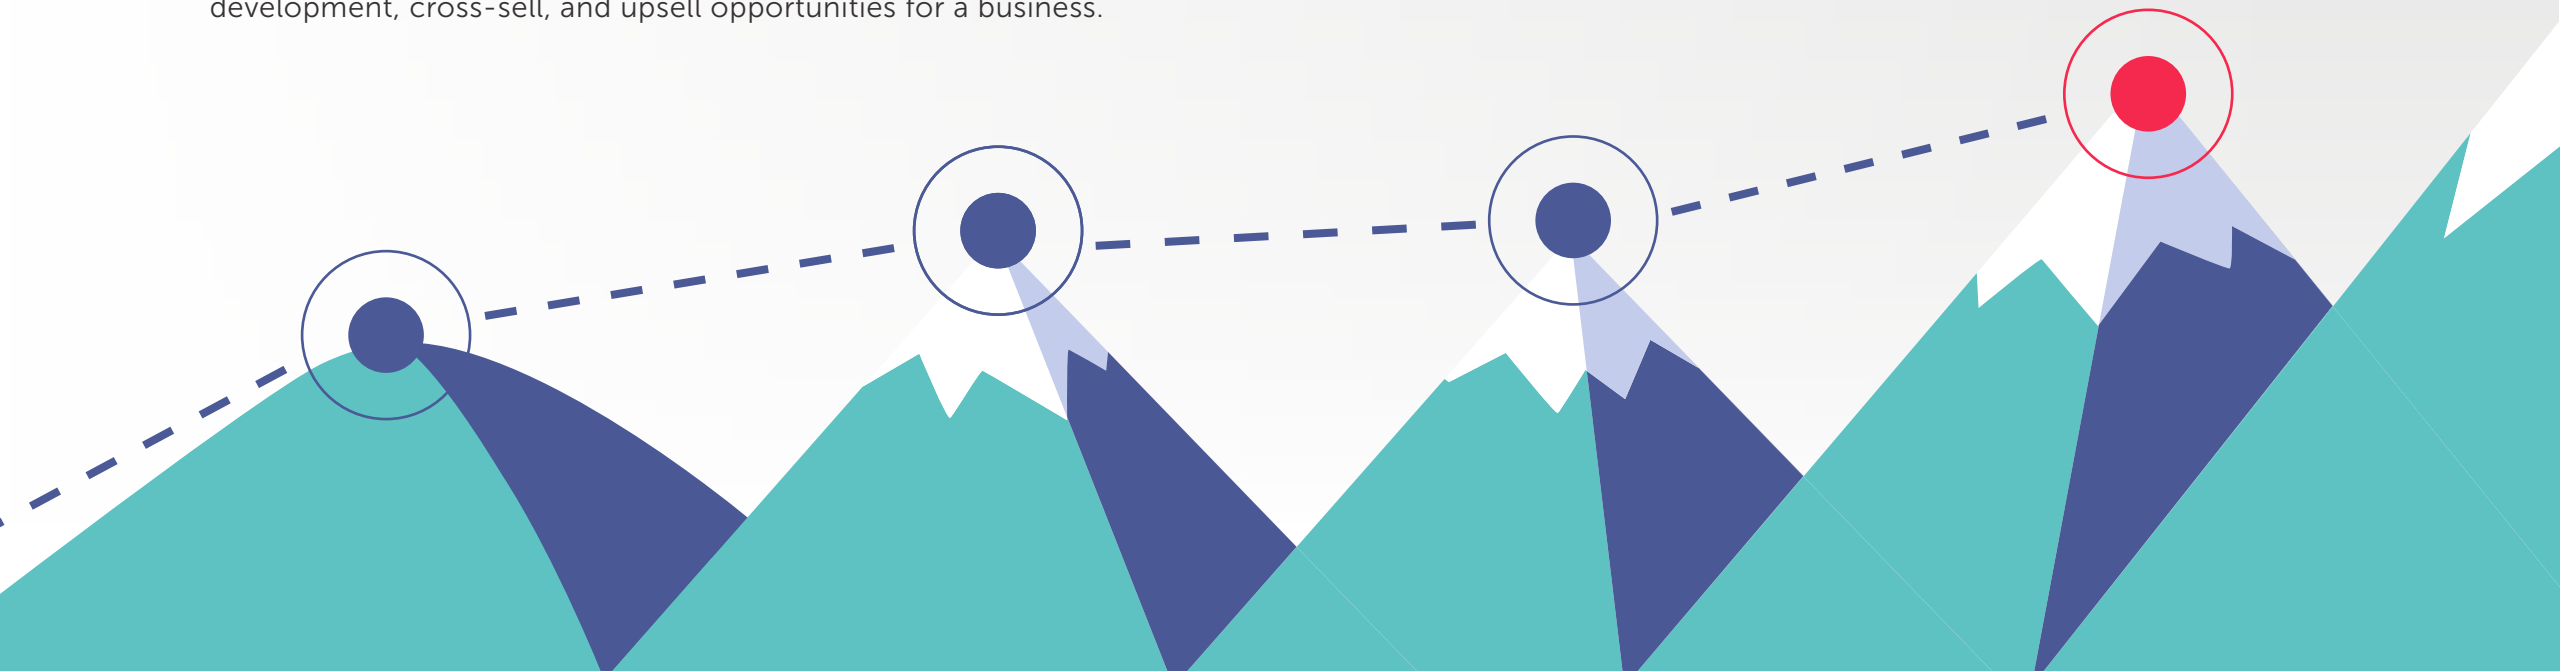 development, cross-sell, and upsell opportunities for a business.